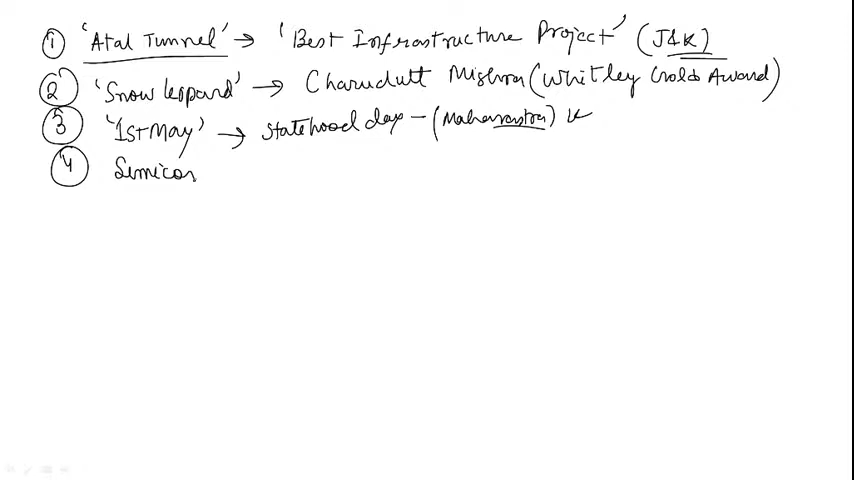 ① 'Atal Tunnel' → 'Best Infrastructure Project' (J&K)
② 'Snow leopard' → Charudutt Mishra (Whitley Gold Award)
③ '1st May' → Statehood day - (Maharastra)
④ Semicon